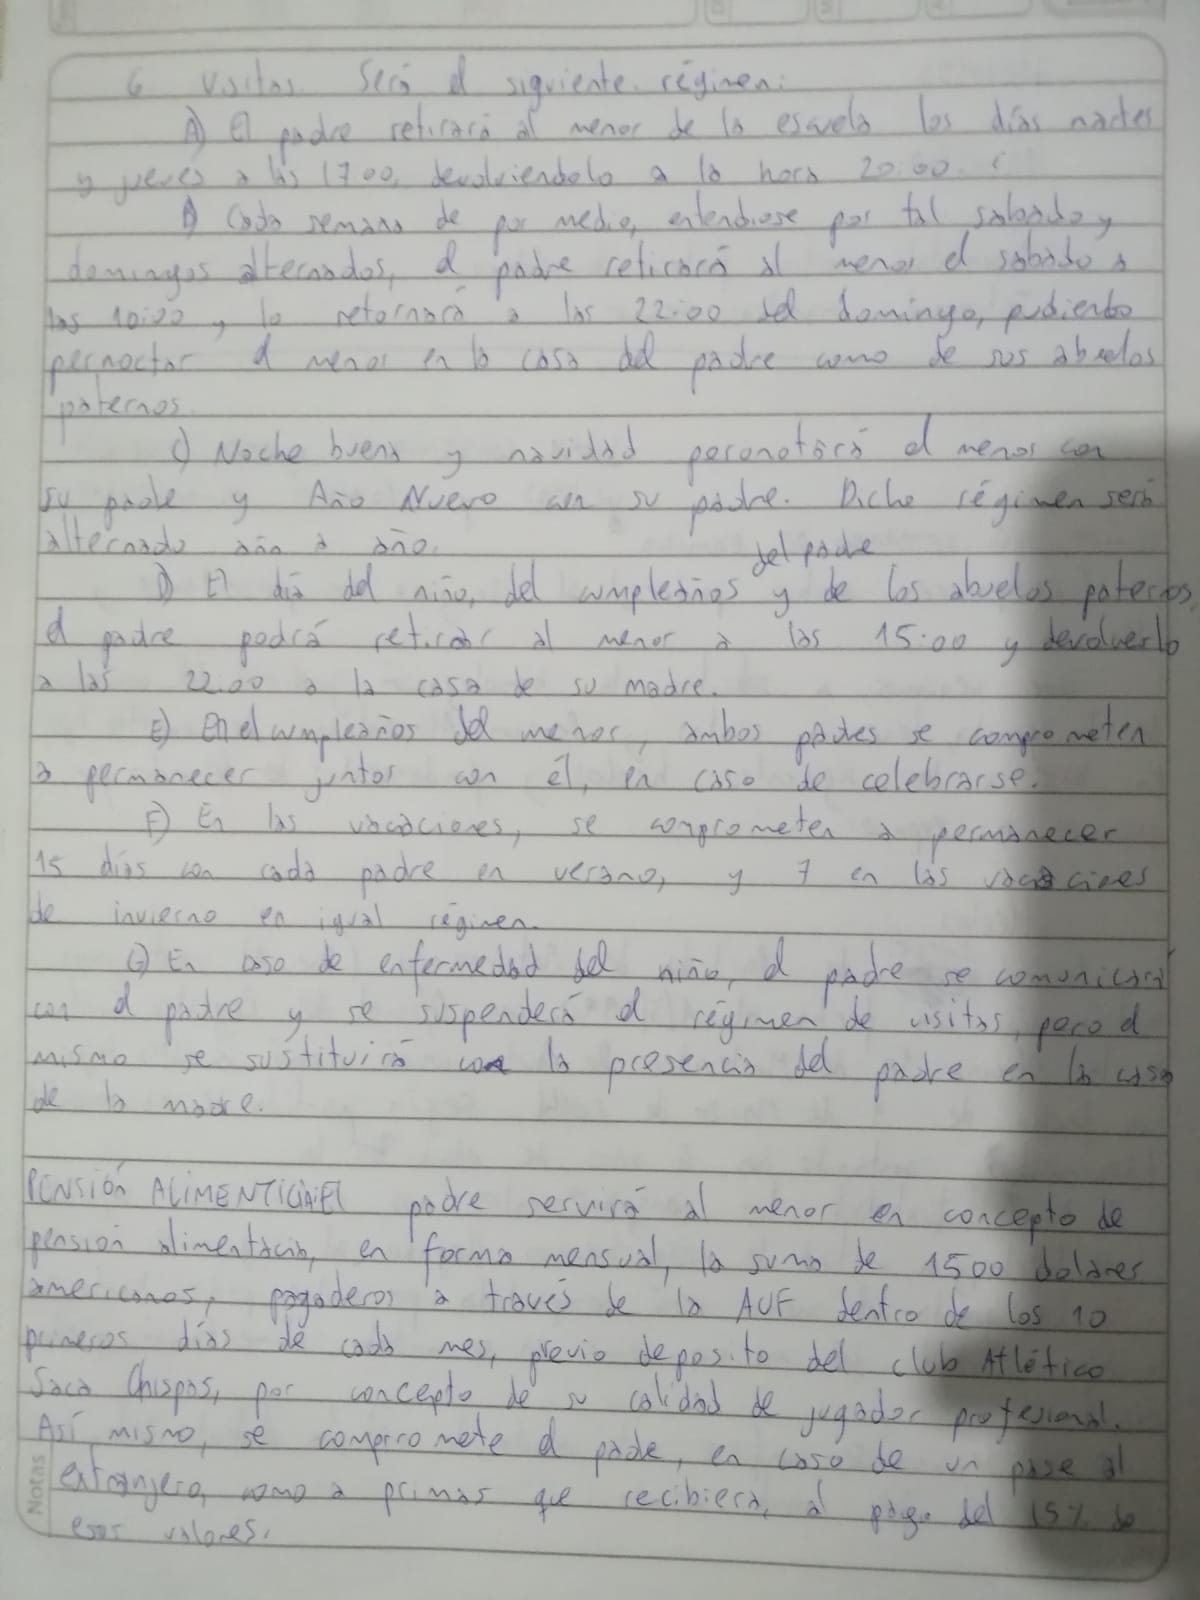 6 Visitas. Será el siguiente régimen:
A) El padre retirará al menor de la escuela los días martes
y jueves a las 17.00, devolviendolo a la hora 20:00.
B) Cada semana de por medio, entendiose por tal sabado y
domingos alternados, el padre retirará al menor el sabado a
las 10:00 y lo retornará a las 22:00 del domingo, pudiento
pernoctar el menor en la casa del padre como de sus abuelos
paternos.
C) Noche buena y navidad peronotará el menor con
su padre y Año Nuevo con su padre. Dicho régimen será
alternado año a año.
del padre
D) El día del niño, del cumpleaños y de los abuelos paternos,
el padre podrá retirar al menor a las 15:00 y devolverlo
a las 22.00 a la casa de su madre.
E) En el cumpleaños del menor, ambos padres se comprometen
a permanecer juntos con él, en caso de celebrarse.
F) En las vacaciones, se comprometen a permanecer
15 días con cada padre en verano, y 7 en las vacaciones
de invierno en igual régimen.
G) En caso de enfermedad del niño, el padre se comunicará
con el padre y se suspenderá el régimen de visitas, pero el
mismo se sustituirá con la presencia del padre en la casa
de la madre.
PENSIÓN ALIMENTICIA: El padre servirá al menor en concepto de
pensión alimentacia, en forma mensual, la suma de 1500 dolares
americanos, pagaderos a través de la AUF dentro de los 10
primeros días de cada mes, previo deposito del club Atlético
Saca Chispas, por concepto de su calidad de jugador profesional.
Así mismo, se compromete el padre, en caso de un pase al
extranjero, como a primas que recibiera, al pago del 15% de
esos valores.
Notas